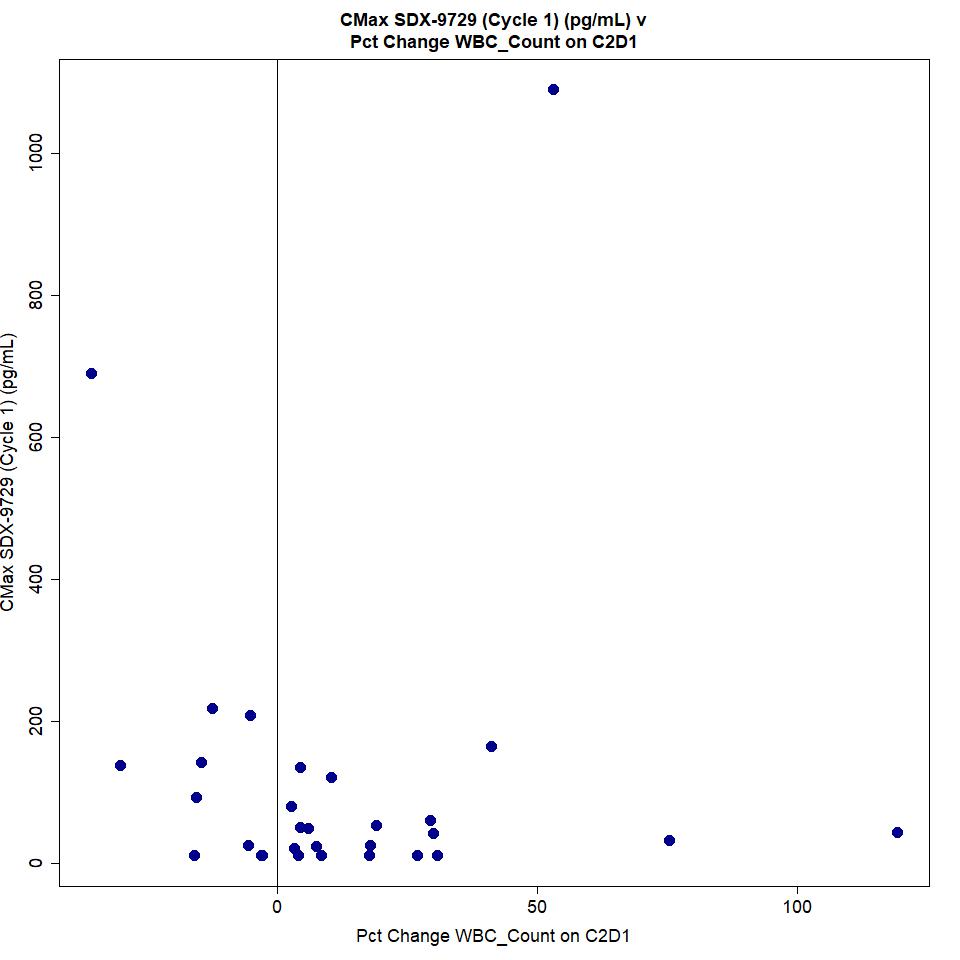 CMax SDX-9729 (Cycle 1) (pg/mL) v
Pct Change WBC_Count on C2D1
1000
800
600
400
200
0
CMax SDX-9729 (Cycle 1) (pg/mL)
0 50 100
Pct Change WBC_Count on C2D1